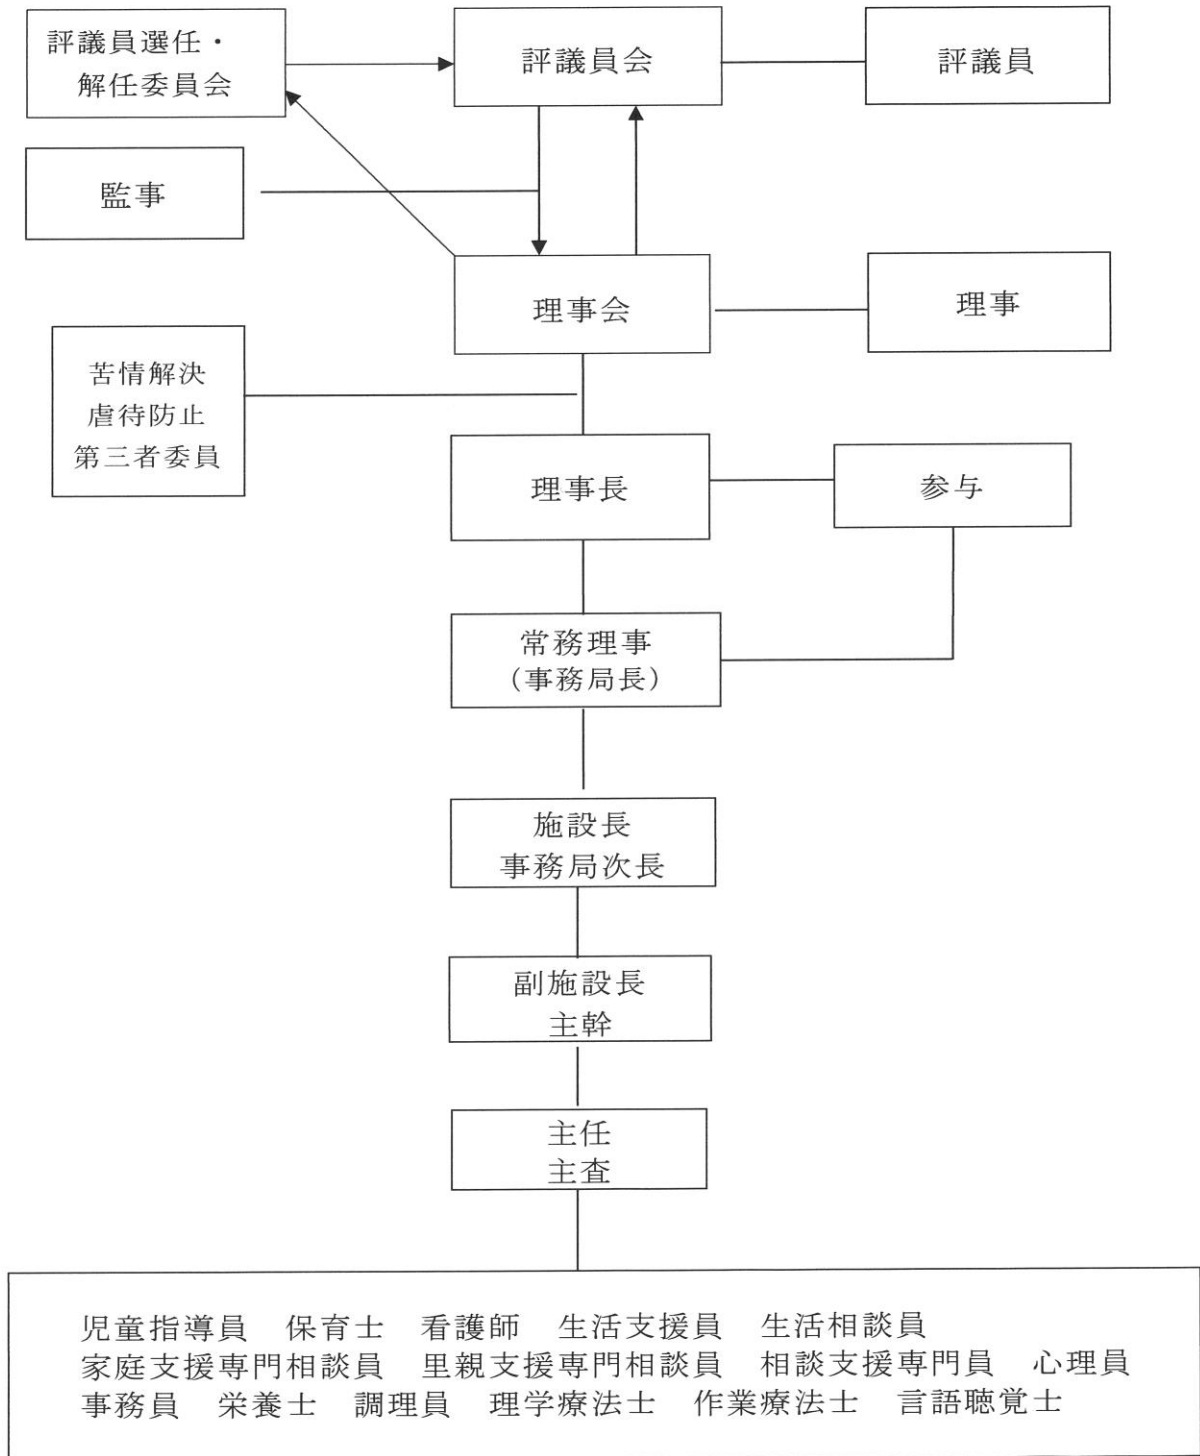 評議員選任・
解任委員会
評議員会
評議員
監事
理事会
理事
苦情解決
虐待防止
第三者委員
理事長
参与
常務理事
(事務局長)
施設長
事務局次長
副施設長
主幹
主任
主査
児童指導員 保育士 看護師 生活支援員 生活相談員
家庭支援専門相談員 里親支援専門相談員 相談支援専門員 心理員
事務員 栄養士 調理員 理学療法士 作業療法士 言語聴覚士